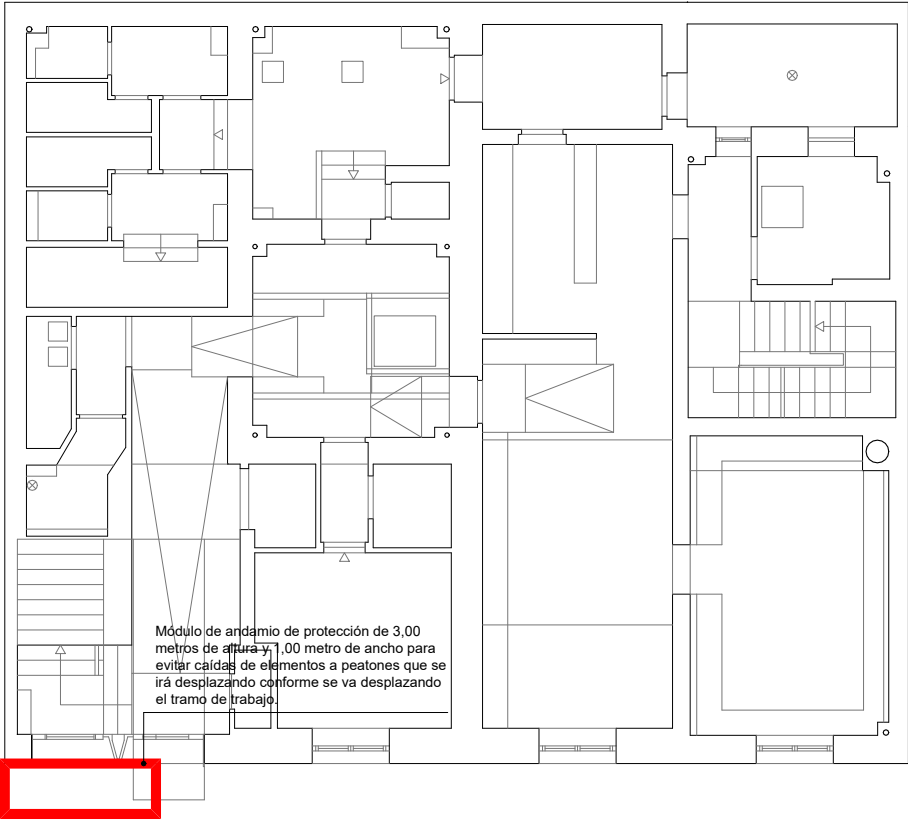 Módulo de andamio de protección de 3,00
metros de altura y 1,00 metro de ancho para
evitar caídas de elementos a peatones que se
irá desplazando conforme se va desplazando
el tramo de trabajo.